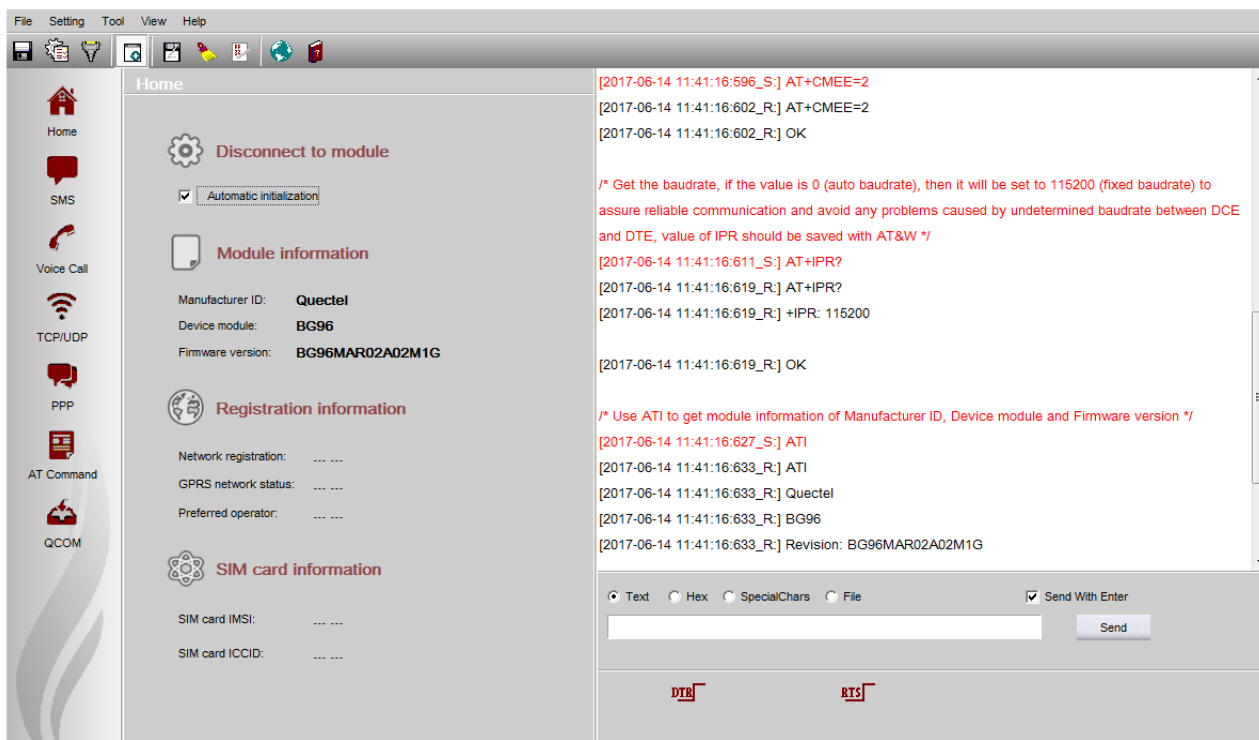 File Setting Tool View Help
Home
SMS
Voice Call
TCP/UDP
PPP
AT Command
QCOM
Home
Disconnect to module
Automatic initialization
Module information
Manufacturer ID: Quectel
Device module: BG96
Firmware version: BG96MAR02A02M1G
Registration information
Network registration: --- ---
GPRS network status: --- ---
Preferred operator: --- ---
SIM card information
SIM card IMSI: --- ---
SIM card ICCID: --- ---
[2017-06-14 11:41:16:596_S:] AT+CMEE=2
[2017-06-14 11:41:16:602_R:] AT+CMEE=2
[2017-06-14 11:41:16:602_R:] OK
/* Get the baudrate, if the value is 0 (auto baudrate), then it will be set to 115200 (fixed baudrate) to
assure reliable communication and avoid any problems caused by undetermined baudrate between DCE
and DTE, value of IPR should be saved with AT&W */
[2017-06-14 11:41:16:611_S:] AT+IPR?
[2017-06-14 11:41:16:619_R:] AT+IPR?
[2017-06-14 11:41:16:619_R:] +IPR: 115200
[2017-06-14 11:41:16:619_R:] OK
/* Use ATI to get module information of Manufacturer ID, Device module and Firmware version */
[2017-06-14 11:41:16:627_S:] ATI
[2017-06-14 11:41:16:633_R:] ATI
[2017-06-14 11:41:16:633_R:] Quectel
[2017-06-14 11:41:16:633_R:] BG96
[2017-06-14 11:41:16:633_R:] Revision: BG96MAR02A02M1G
Text Hex SpecialChars File Send With Enter
Send
DTR RTS